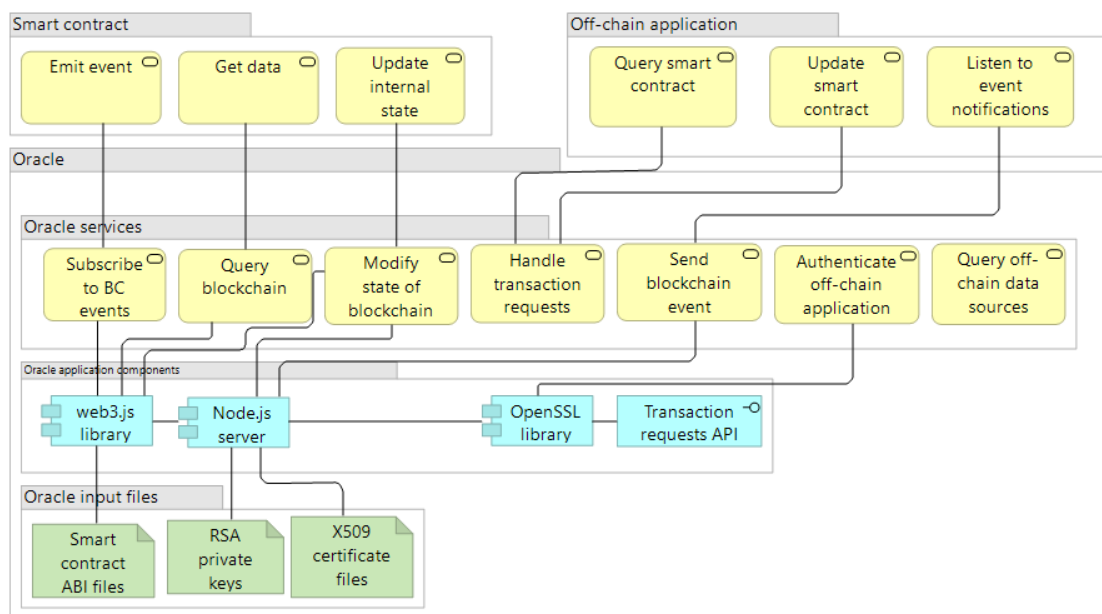 Smart contract
Off-chain application
Emit event
Get data
Update
internal
state
Query smart
contract
Update
smart
contract
Listen to
event
notifications
Oracle
Oracle services
Subscribe
to BC
events
Query
blockchain
Modify
state of
blockchain
Handle
transaction
requests
Send
blockchain
event
Authenticate
off-chain
application
Query off-
chain data
sources
Oracle application components
web3.js
library
Node.js
server
OpenSSL
library
Transaction
requests API
Oracle input files
Smart
contract
ABI files
RSA
private
keys
X509
certificate
files